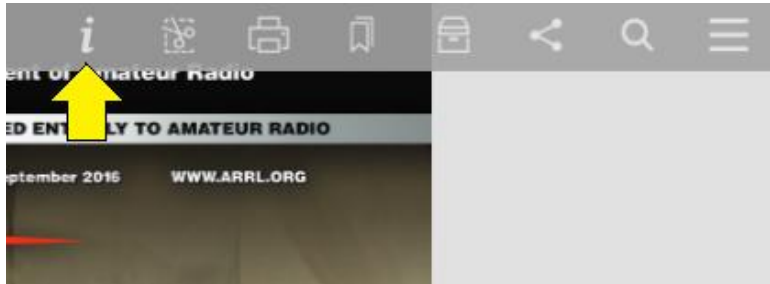 i
ent of Amateur Radio
ED ENT LY TO AMATEUR RADIO
eptember 2016 WWW.ARRL.ORG